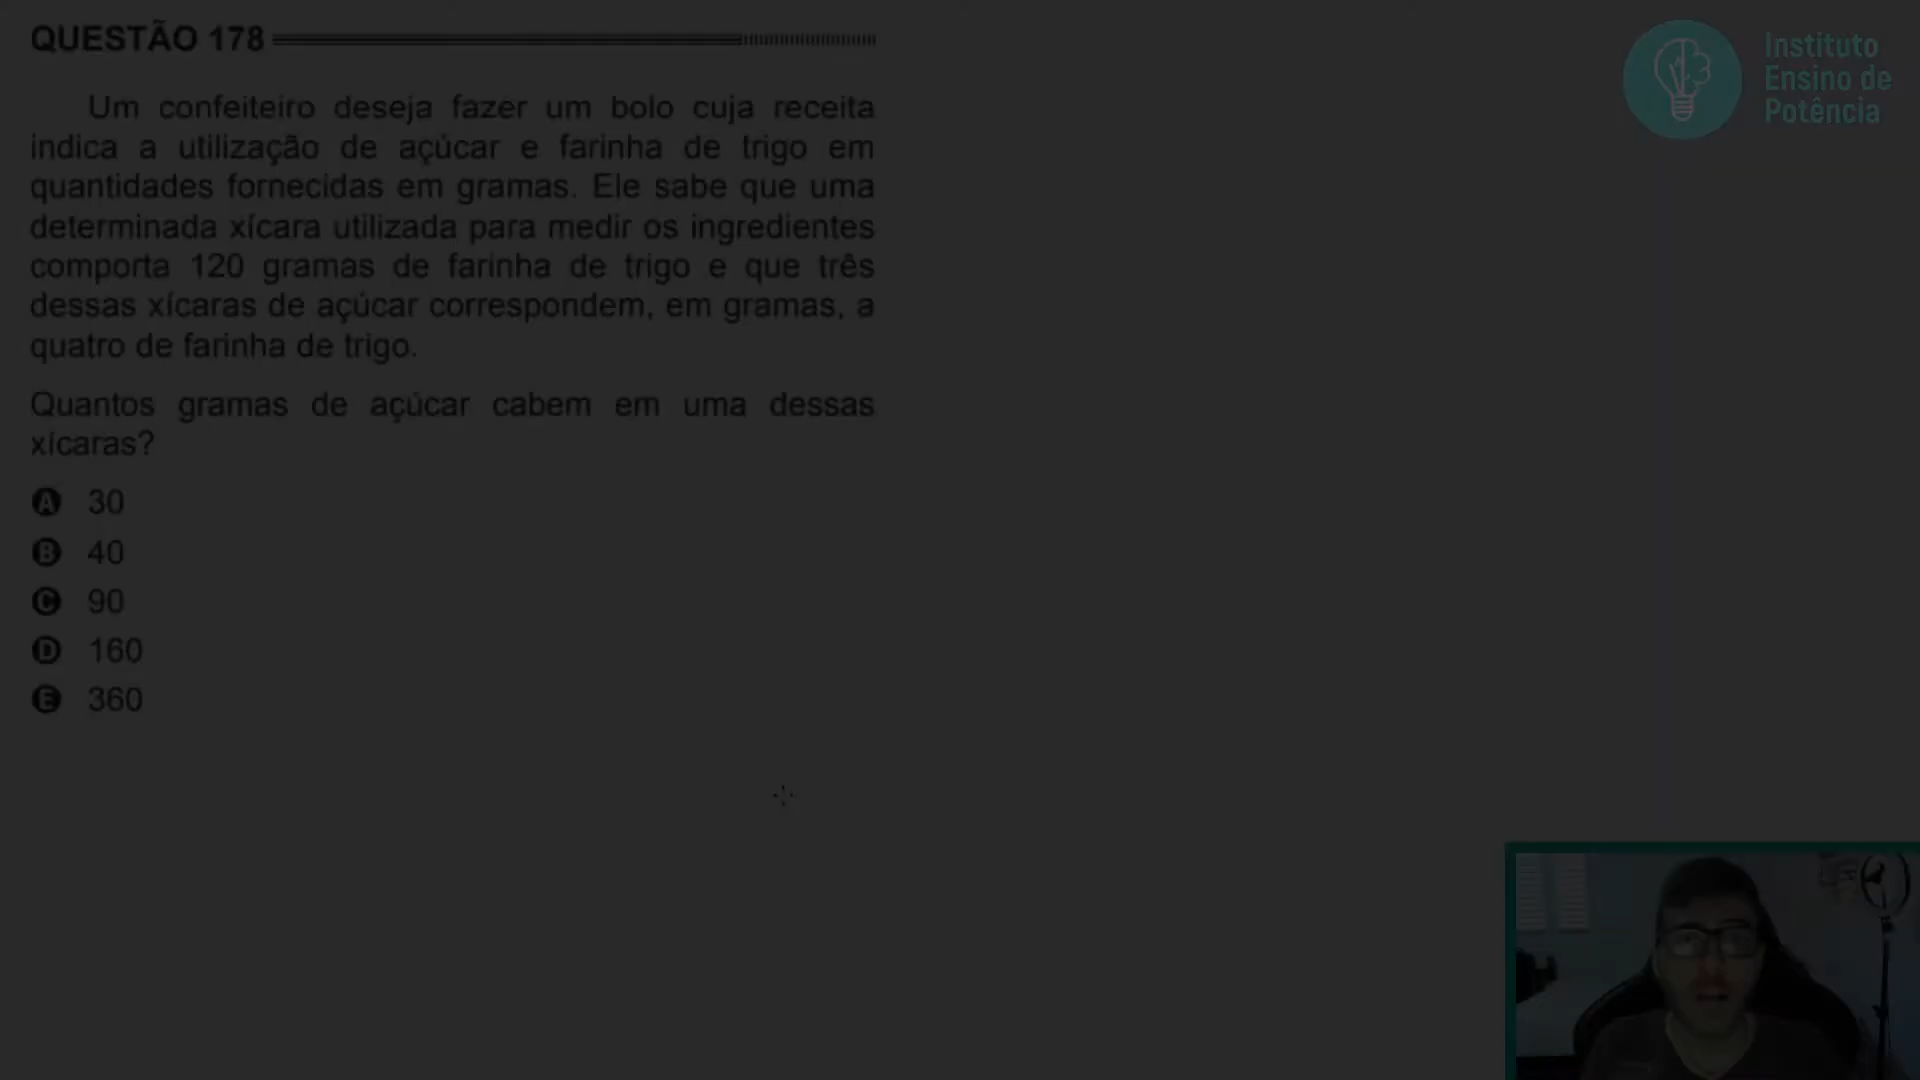 QUESTÃO 178
Um confeiteiro deseja fazer um bolo cuja receita
indica a utilização de açúcar e farinha de trigo em
quantidades fornecidas em gramas. Ele sabe que uma
determinada xícara utilizada para medir os ingredientes
comporta 120 gramas de farinha de trigo e que três
dessas xícaras de açúcar correspondem, em gramas, a
quatro de farinha de trigo.
Quantos gramas de açúcar cabem em uma dessas
xícaras?
A 30
B 40
C 90
D 160
E 360
Instituto
Ensino de
Potência